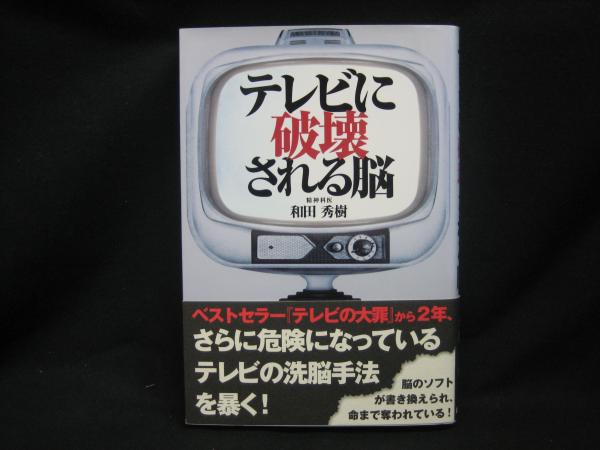 テレビに
破壊
される脳
精神科医
和田 秀樹
ベストセラー『テレビの大罪』から2年、
さらに危険になっている
テレビの洗脳手法
を暴く！
脳のソフト
が書き換えられ、
命まで奪われている！